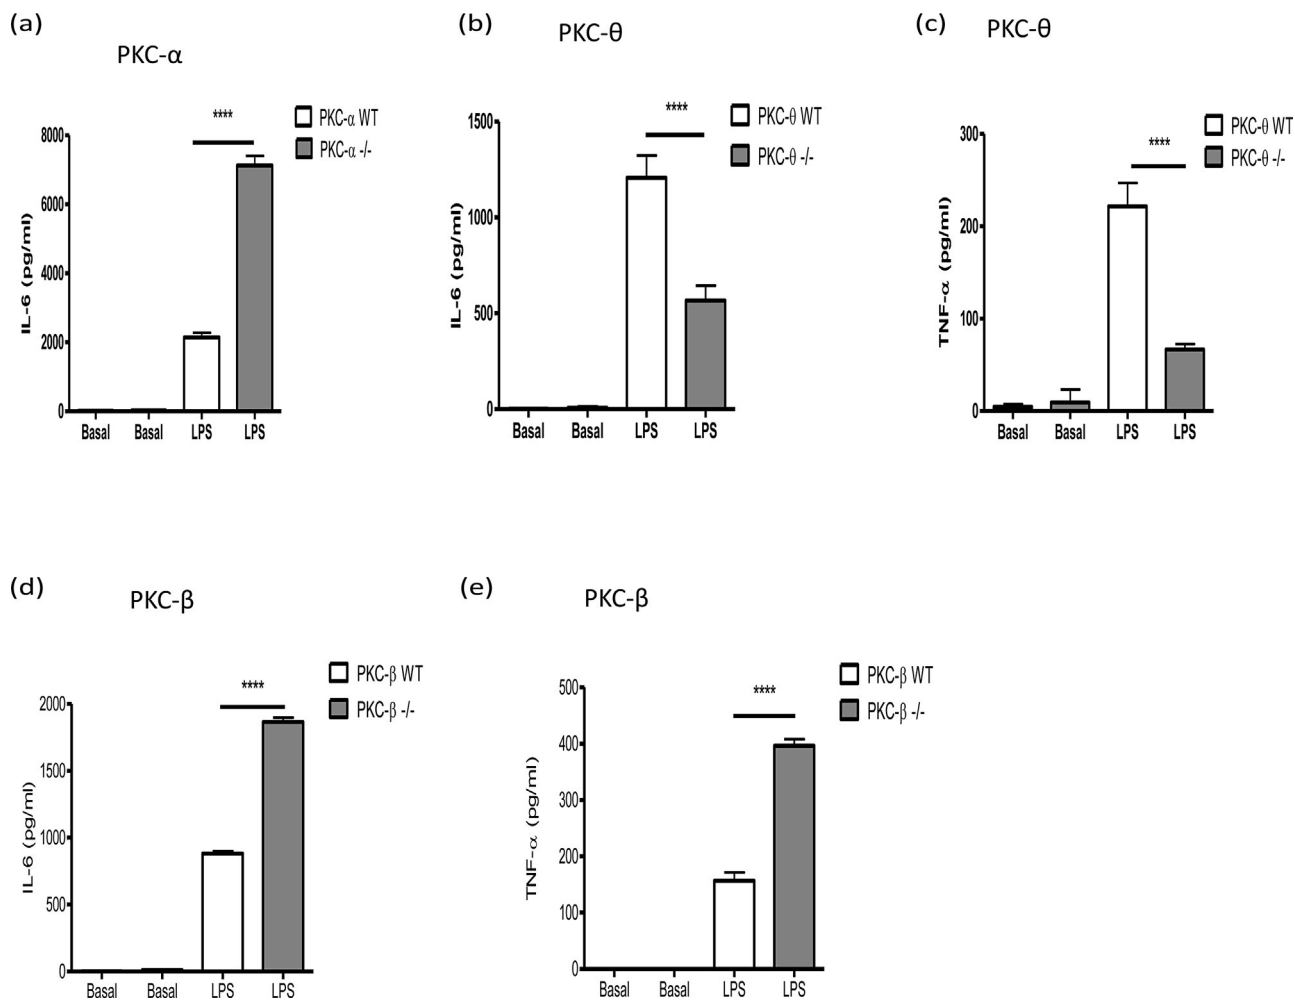 (a)
PKC-α
PKC-α WT
PKC-α -/-
****
8000
6000
4000
2000
0
IL-6 (pg/ml)
Basal Basal LPS LPS
(b)
PKC-θ
PKC-θ WT
PKC-θ -/-
****
1500
1000
500
0
IL-6 (pg/ml)
Basal Basal LPS LPS
(c)
PKC-θ
PKC-θ WT
PKC-θ -/-
****
300
200
100
0
TNF-α (pg/ml)
Basal Basal LPS LPS
(d)
PKC-β
PKC-β WT
PKC-β -/-
****
2000
1500
1000
500
0
IL-6 (pg/ml)
Basal Basal LPS LPS
(e)
PKC-β
PKC-β WT
PKC-β -/-
****
500
400
300
200
100
0
TNF-α (pg/ml)
Basal Basal LPS LPS